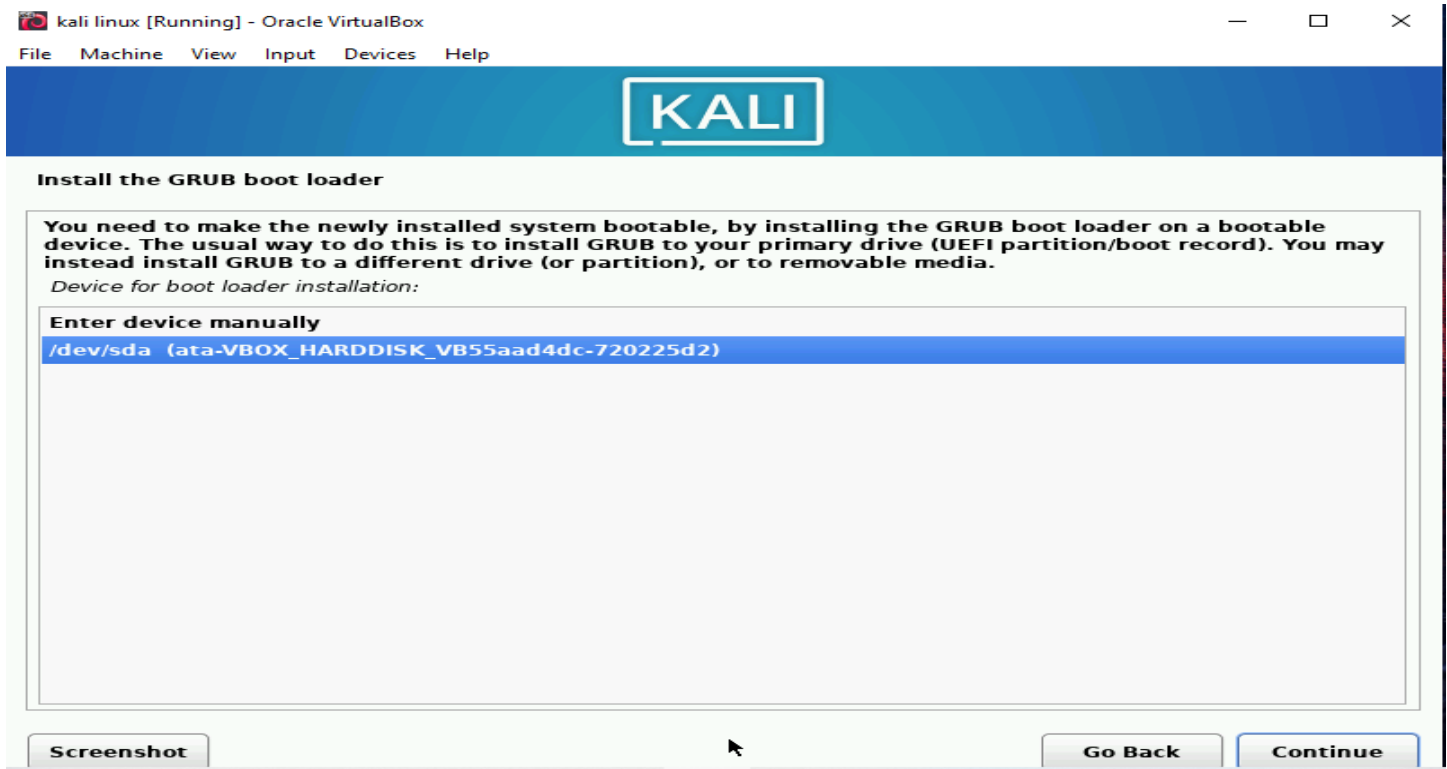 kali linux [Running] - Oracle VirtualBox
File Machine View Input Devices Help
KALI
Install the GRUB boot loader
You need to make the newly installed system bootable, by installing the GRUB boot loader on a bootable
device. The usual way to do this is to install GRUB to your primary drive (UEFI partition/boot record). You may
instead install GRUB to a different drive (or partition), or to removable media.
Device for boot loader installation:
Enter device manually
/dev/sda (ata-VBOX_HARDDISK_VB55aad4dc-720225d2)
Screenshot Go Back Continue